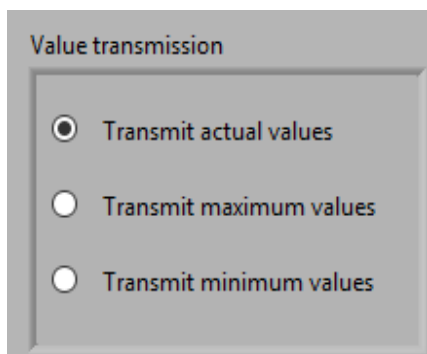 Value transmission
Transmit actual values
Transmit maximum values
Transmit minimum values